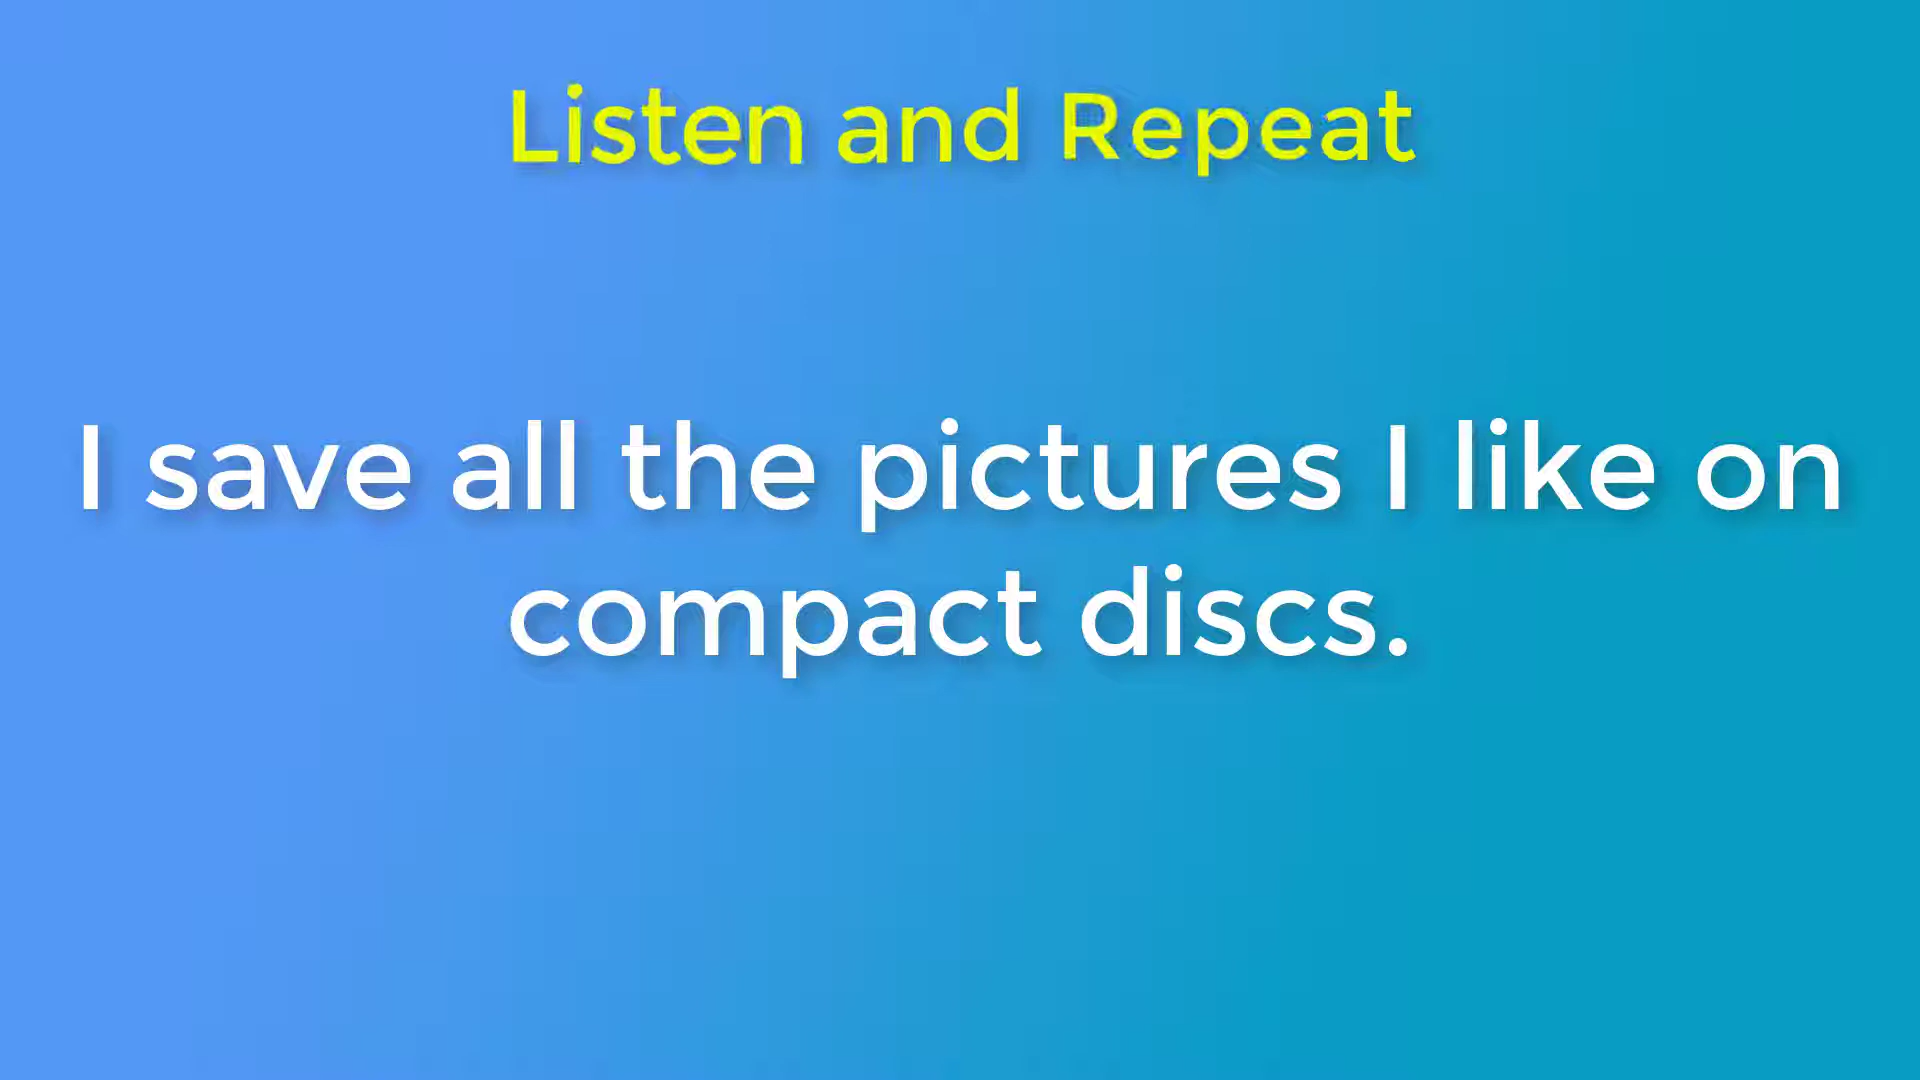 Listen and Repeat
I save all the pictures I like on
compact discs.